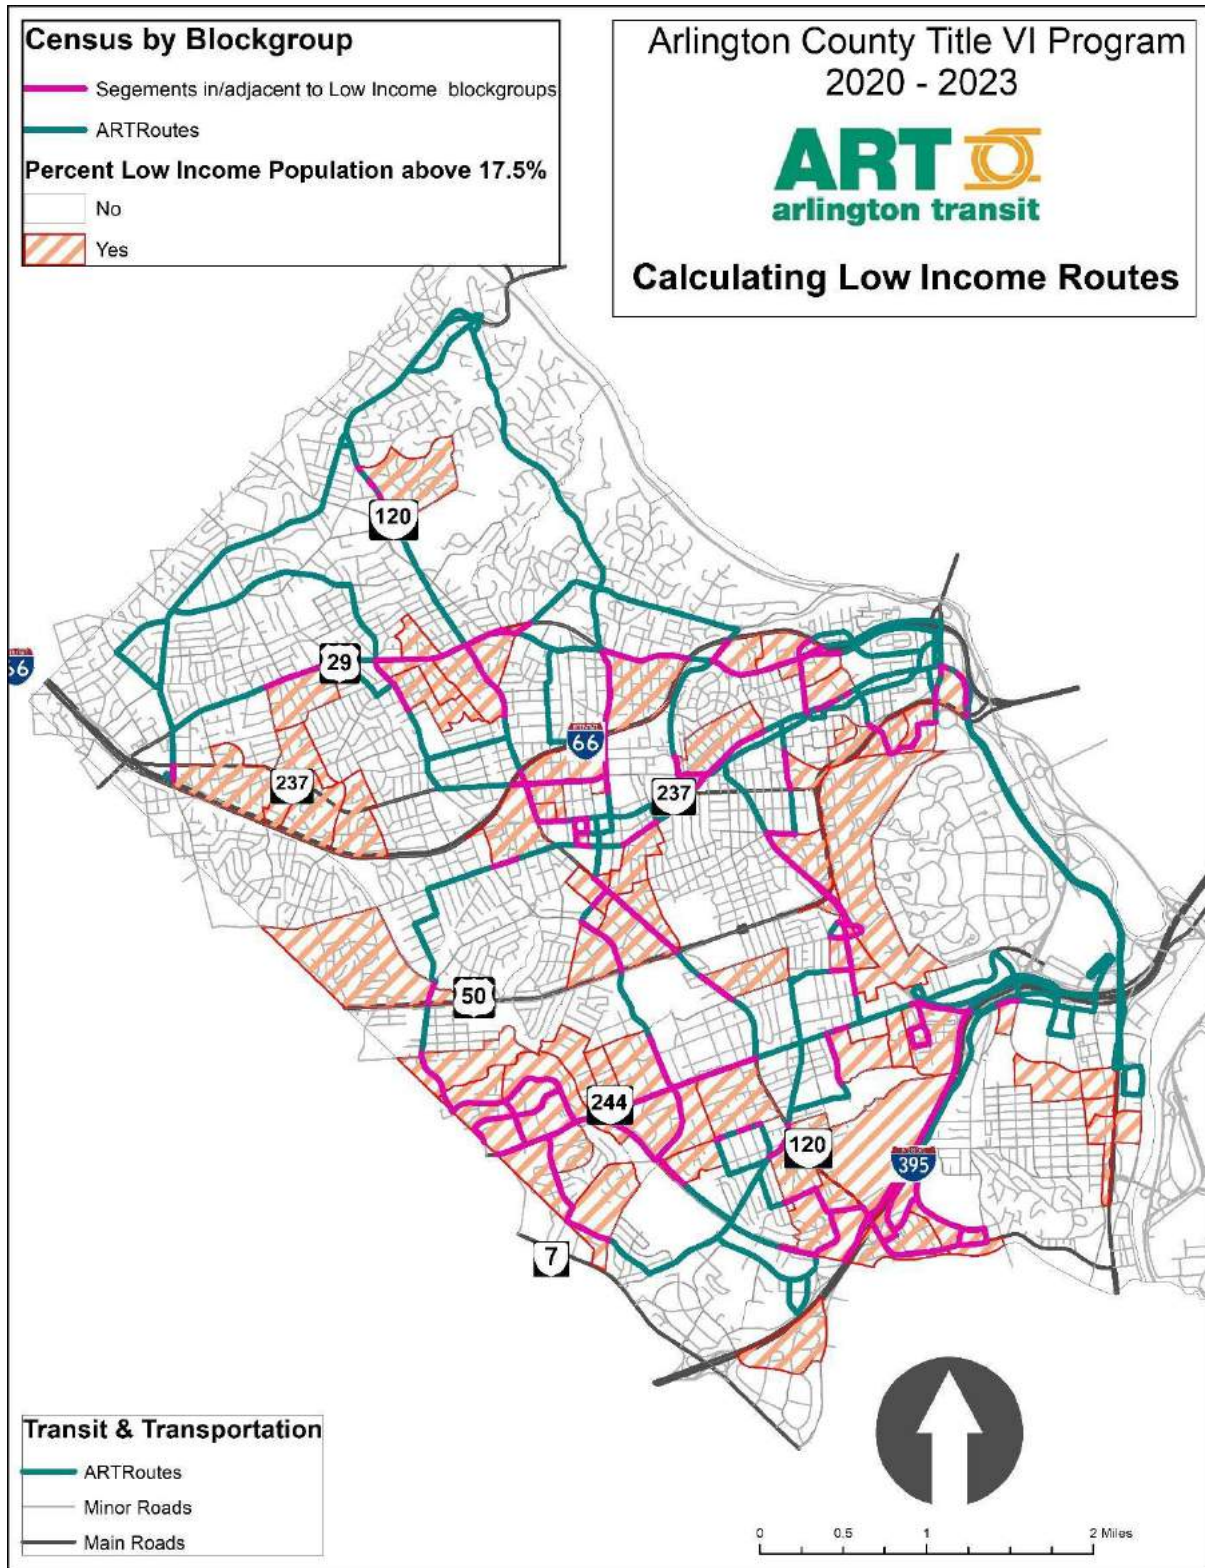 Census by Blockgroup
Segements in/adjacent to Low Income blockgroups
ARTRoutes
Percent Low Income Population above 17.5%
No
Yes
Arlington County Title VI Program
2020 - 2023
ART
arlington transit
Calculating Low Income Routes
120
29
66
66
237
237
50
244
120
395
7
Transit & Transportation
ARTRoutes
Minor Roads
Main Roads
0 0.5 1 2 Miles